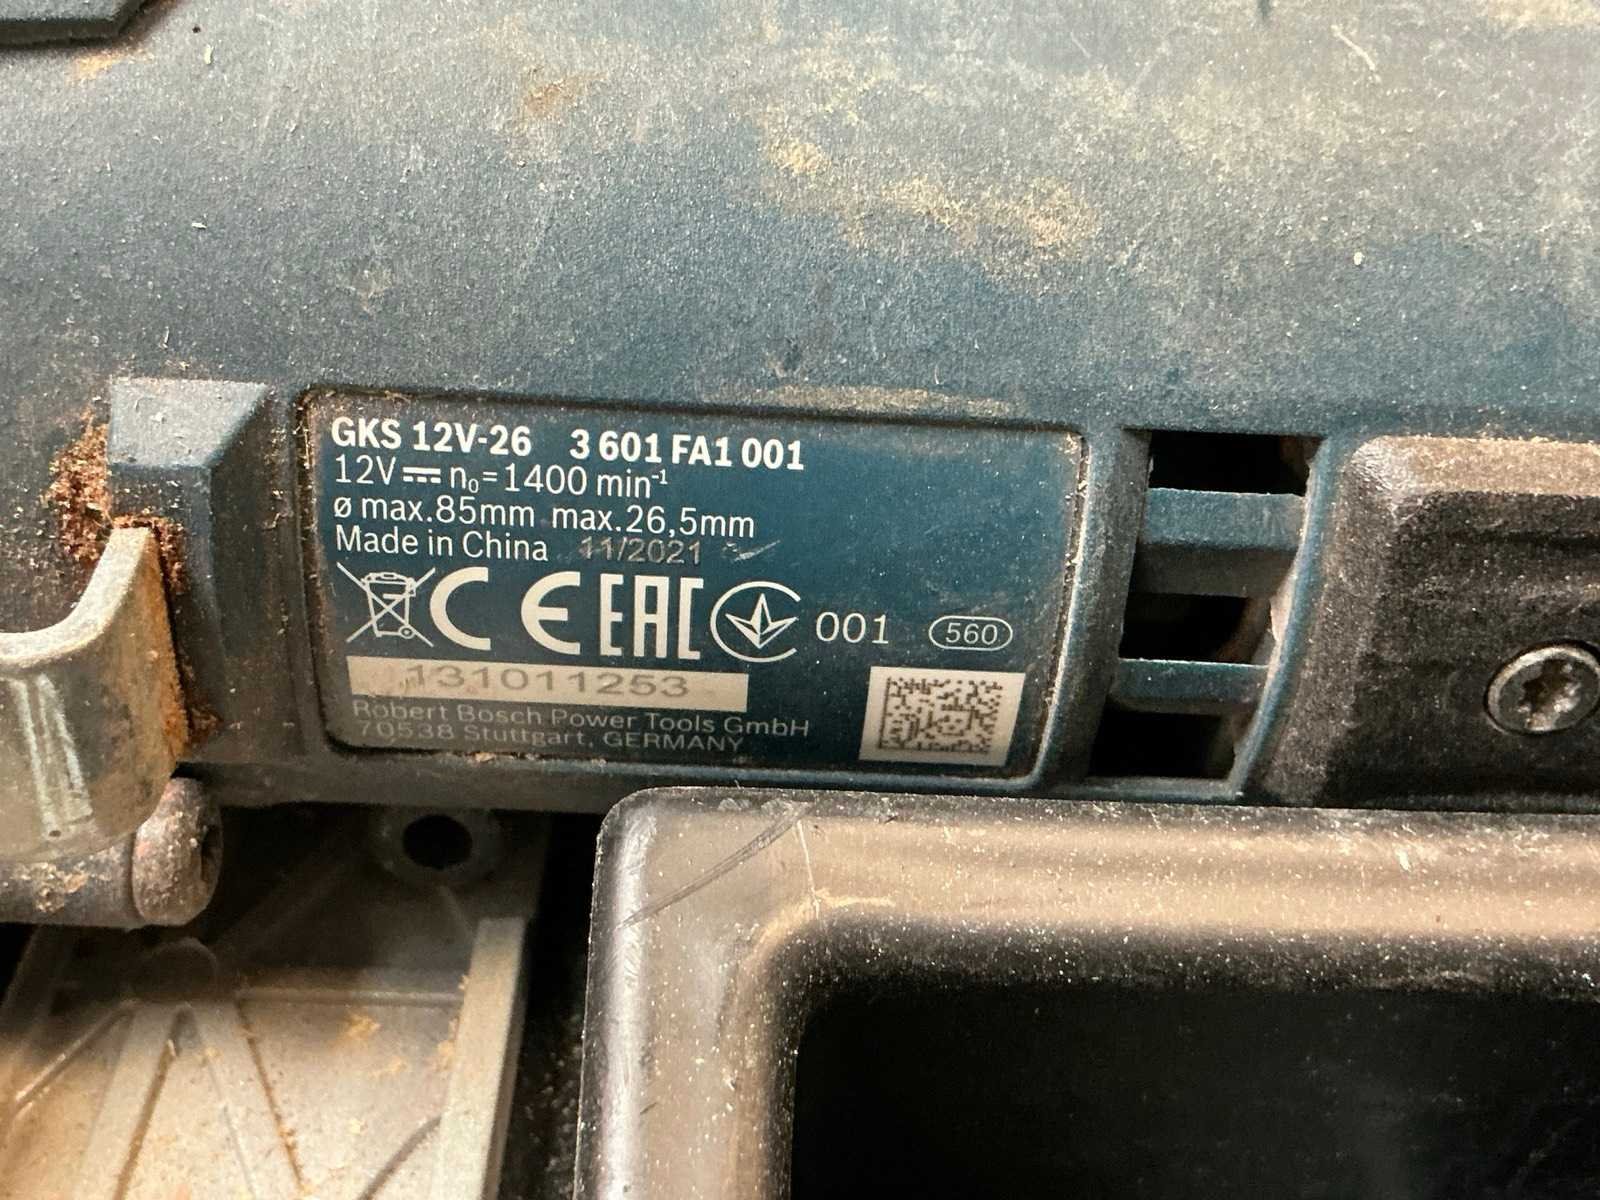 GKS 12V-26 3 601 FA1 001
12V⎓ n₀=1400 min⁻¹
ø max.85mm max.26,5mm
Made in China 11/2021
CE EAC 001 560
131011253
Robert Bosch Power Tools GmbH
70538 Stuttgart, GERMANY